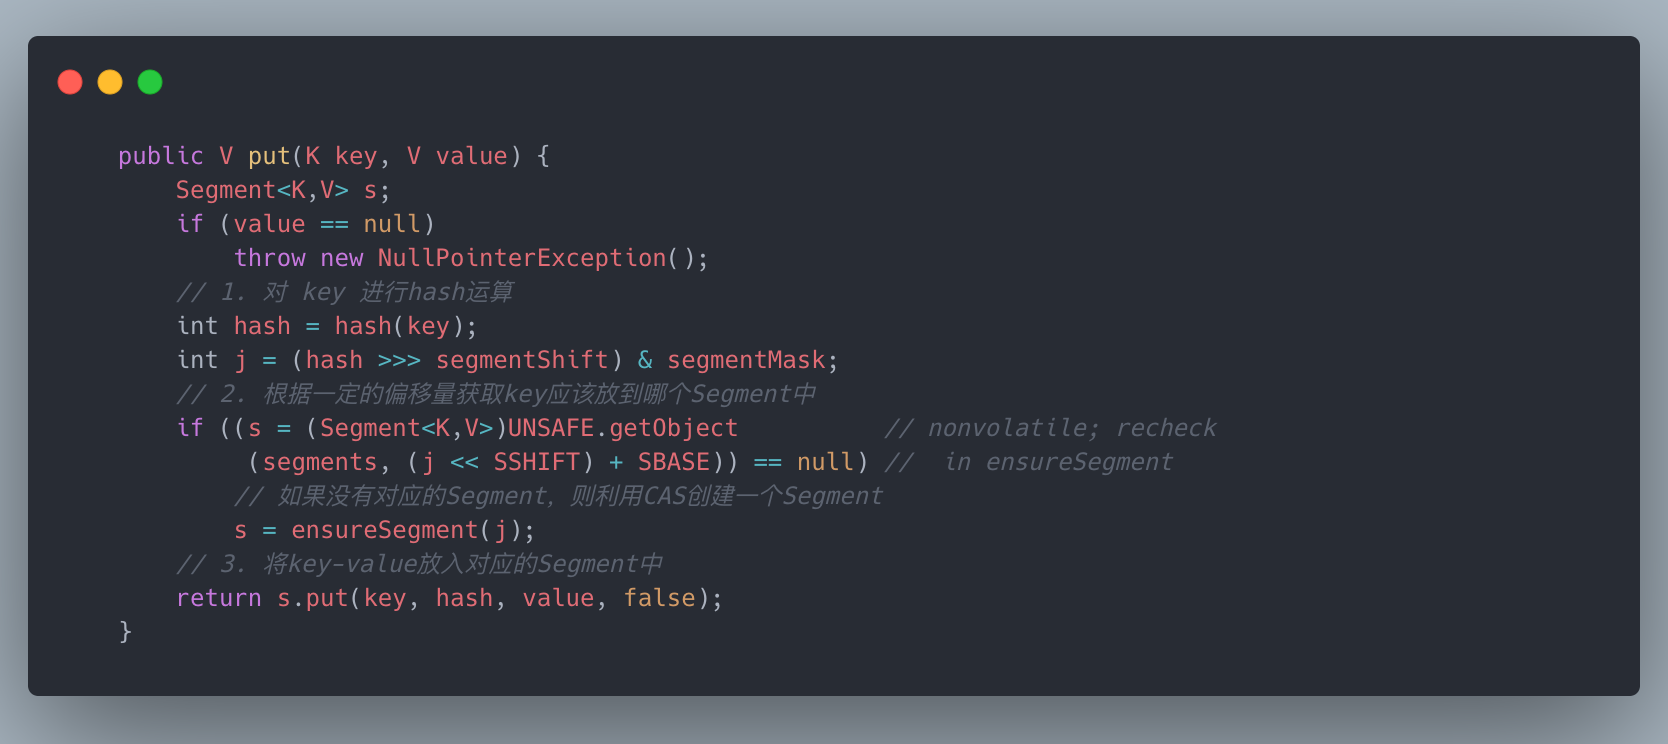 public V put(K key, V value) {
Segment<K,V> s;
if (value == null)
throw new NullPointerException();
// 1. 对 key 进行hash运算
int hash = hash(key);
int j = (hash >>> segmentShift) & segmentMask;
// 2. 根据一定的偏移量获取key应该放到哪个Segment中
if ((s = (Segment<K,V>)UNSAFE.getObject // nonvolatile; recheck
(segments, (j << SSHIFT) + SBASE)) == null) // in ensureSegment
// 如果没有对应的Segment，则利用CAS创建一个Segment
s = ensureSegment(j);
// 3. 将key-value放入对应的Segment中
return s.put(key, hash, value, false);
}